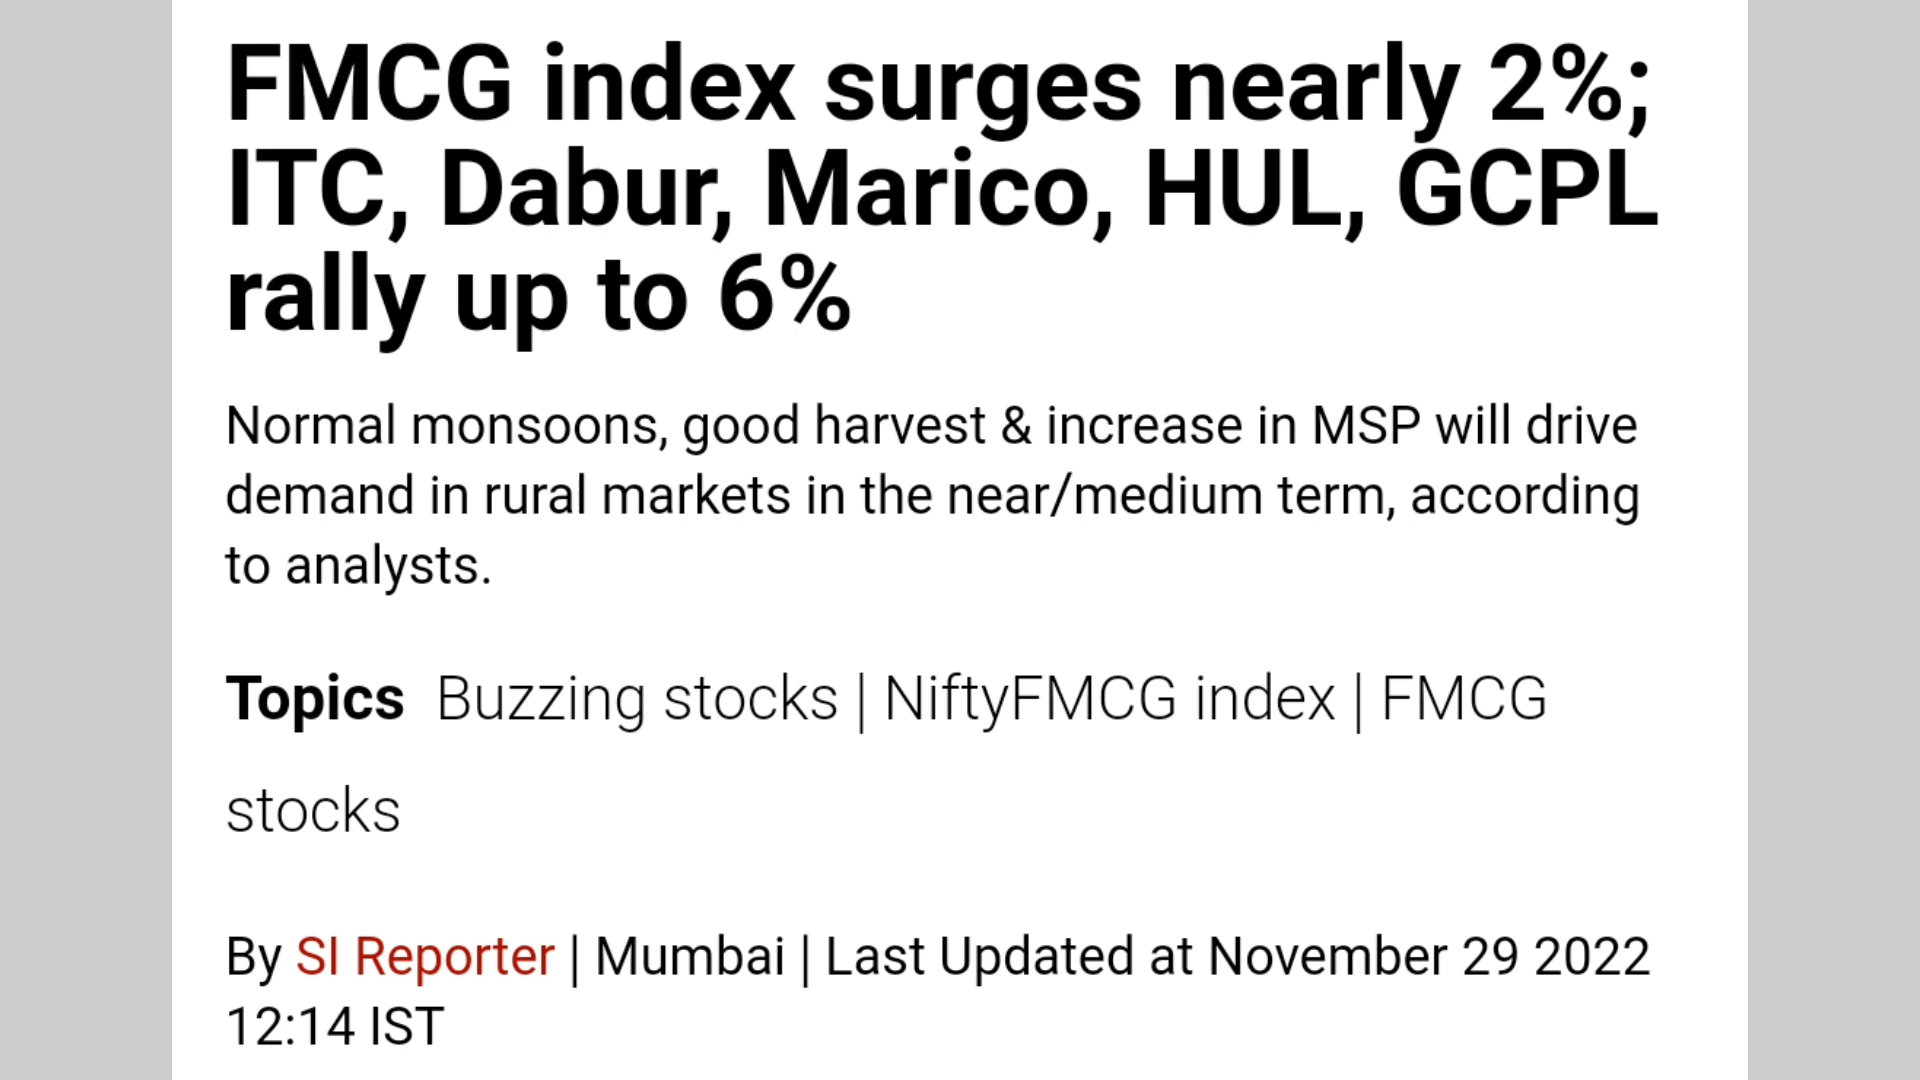 FMCG index surges nearly 2%;
ITC, Dabur, Marico, HUL, GCPL
rally up to 6%
Normal monsoons, good harvest & increase in MSP will drive
demand in rural markets in the near/medium term, according
to analysts.
Topics Buzzing stocks | NiftyFMCG index | FMCG
stocks
By SI Reporter | Mumbai | Last Updated at November 29 2022
12:14 IST